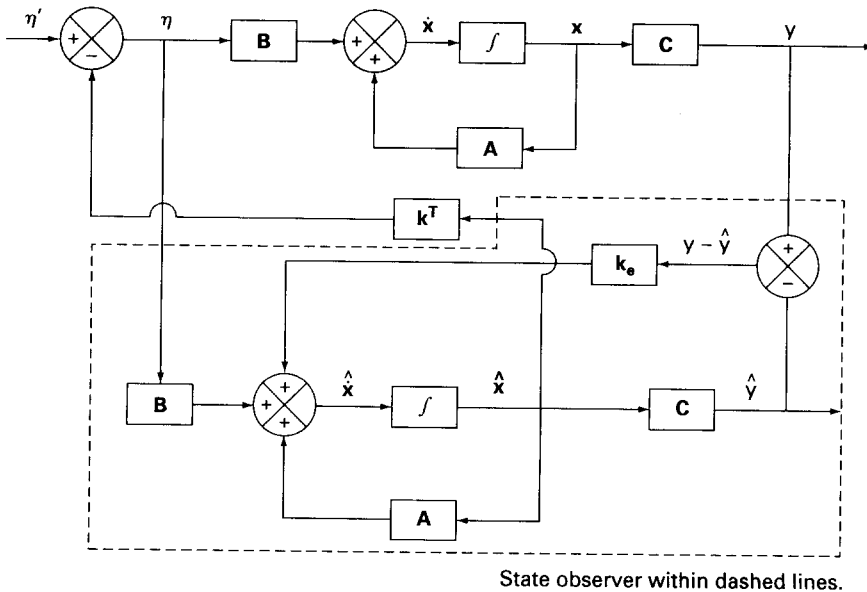 η′ + − η B + + ẋ ∫ x C y
A
kᵀ
+ −
y − ŷ
kₑ
B + + + x̂̇ ∫ x̂ C ŷ
A
State observer within dashed lines.